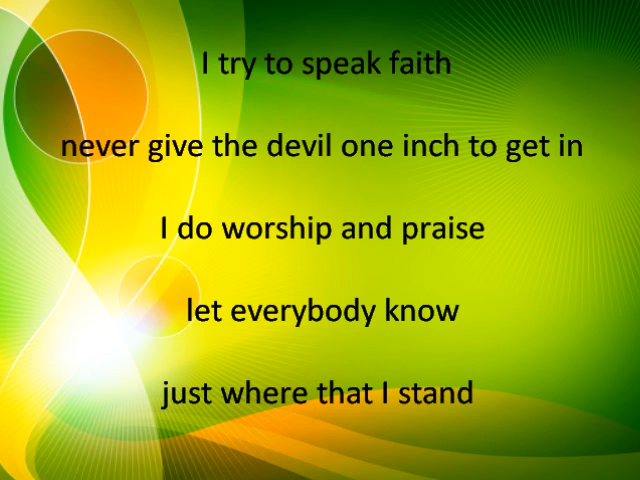 I try to speak faith
never give the devil one inch to get in
I do worship and praise
let everybody know
just where that I stand